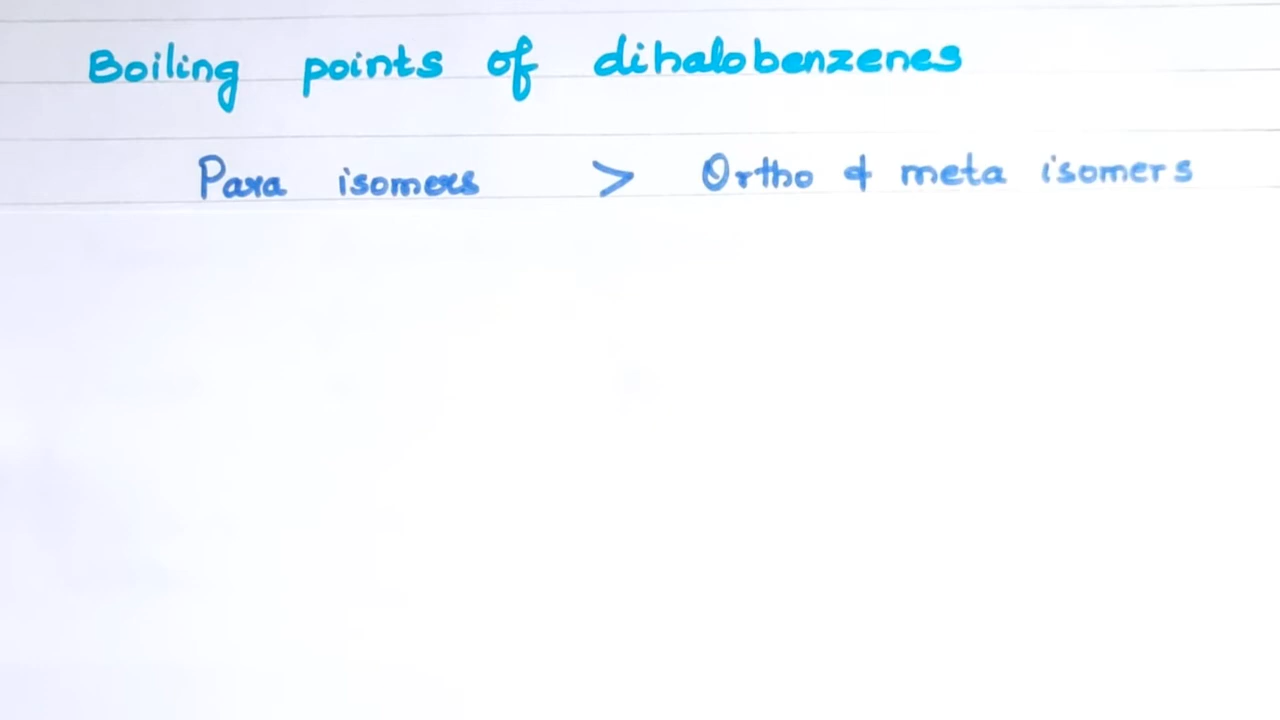 Boiling points of dihalobenzenes
Para isomers > Ortho & meta isomers